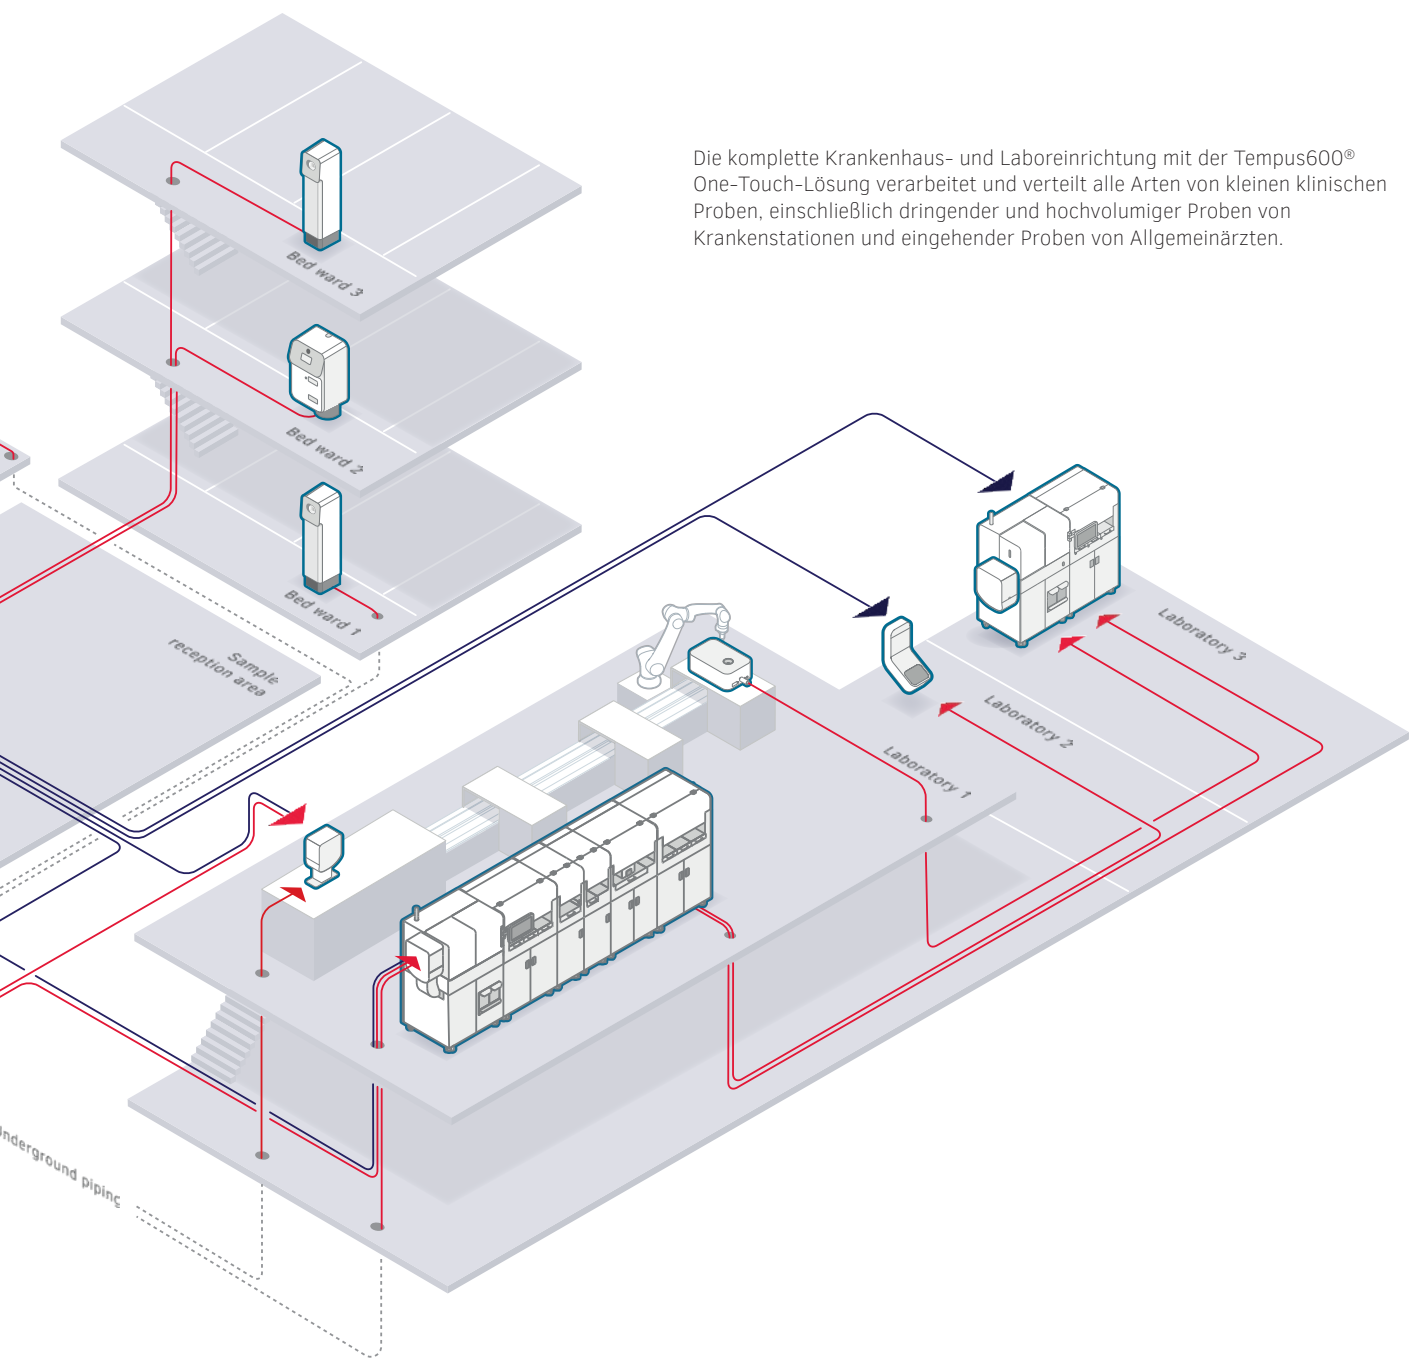 Die komplette Krankenhaus- und Laboreinrichtung mit der Tempus600®
One-Touch-Lösung verarbeitet und verteilt alle Arten von kleinen klinischen
Proben, einschließlich dringender und hochvolumiger Proben von
Krankenstationen und eingehender Proben von Allgemeinärzten.
Bed ward 3
Bed ward 2
Bed ward 1
Sample
reception area
Laboratory 3
Laboratory 2
Laboratory 1
Underground piping